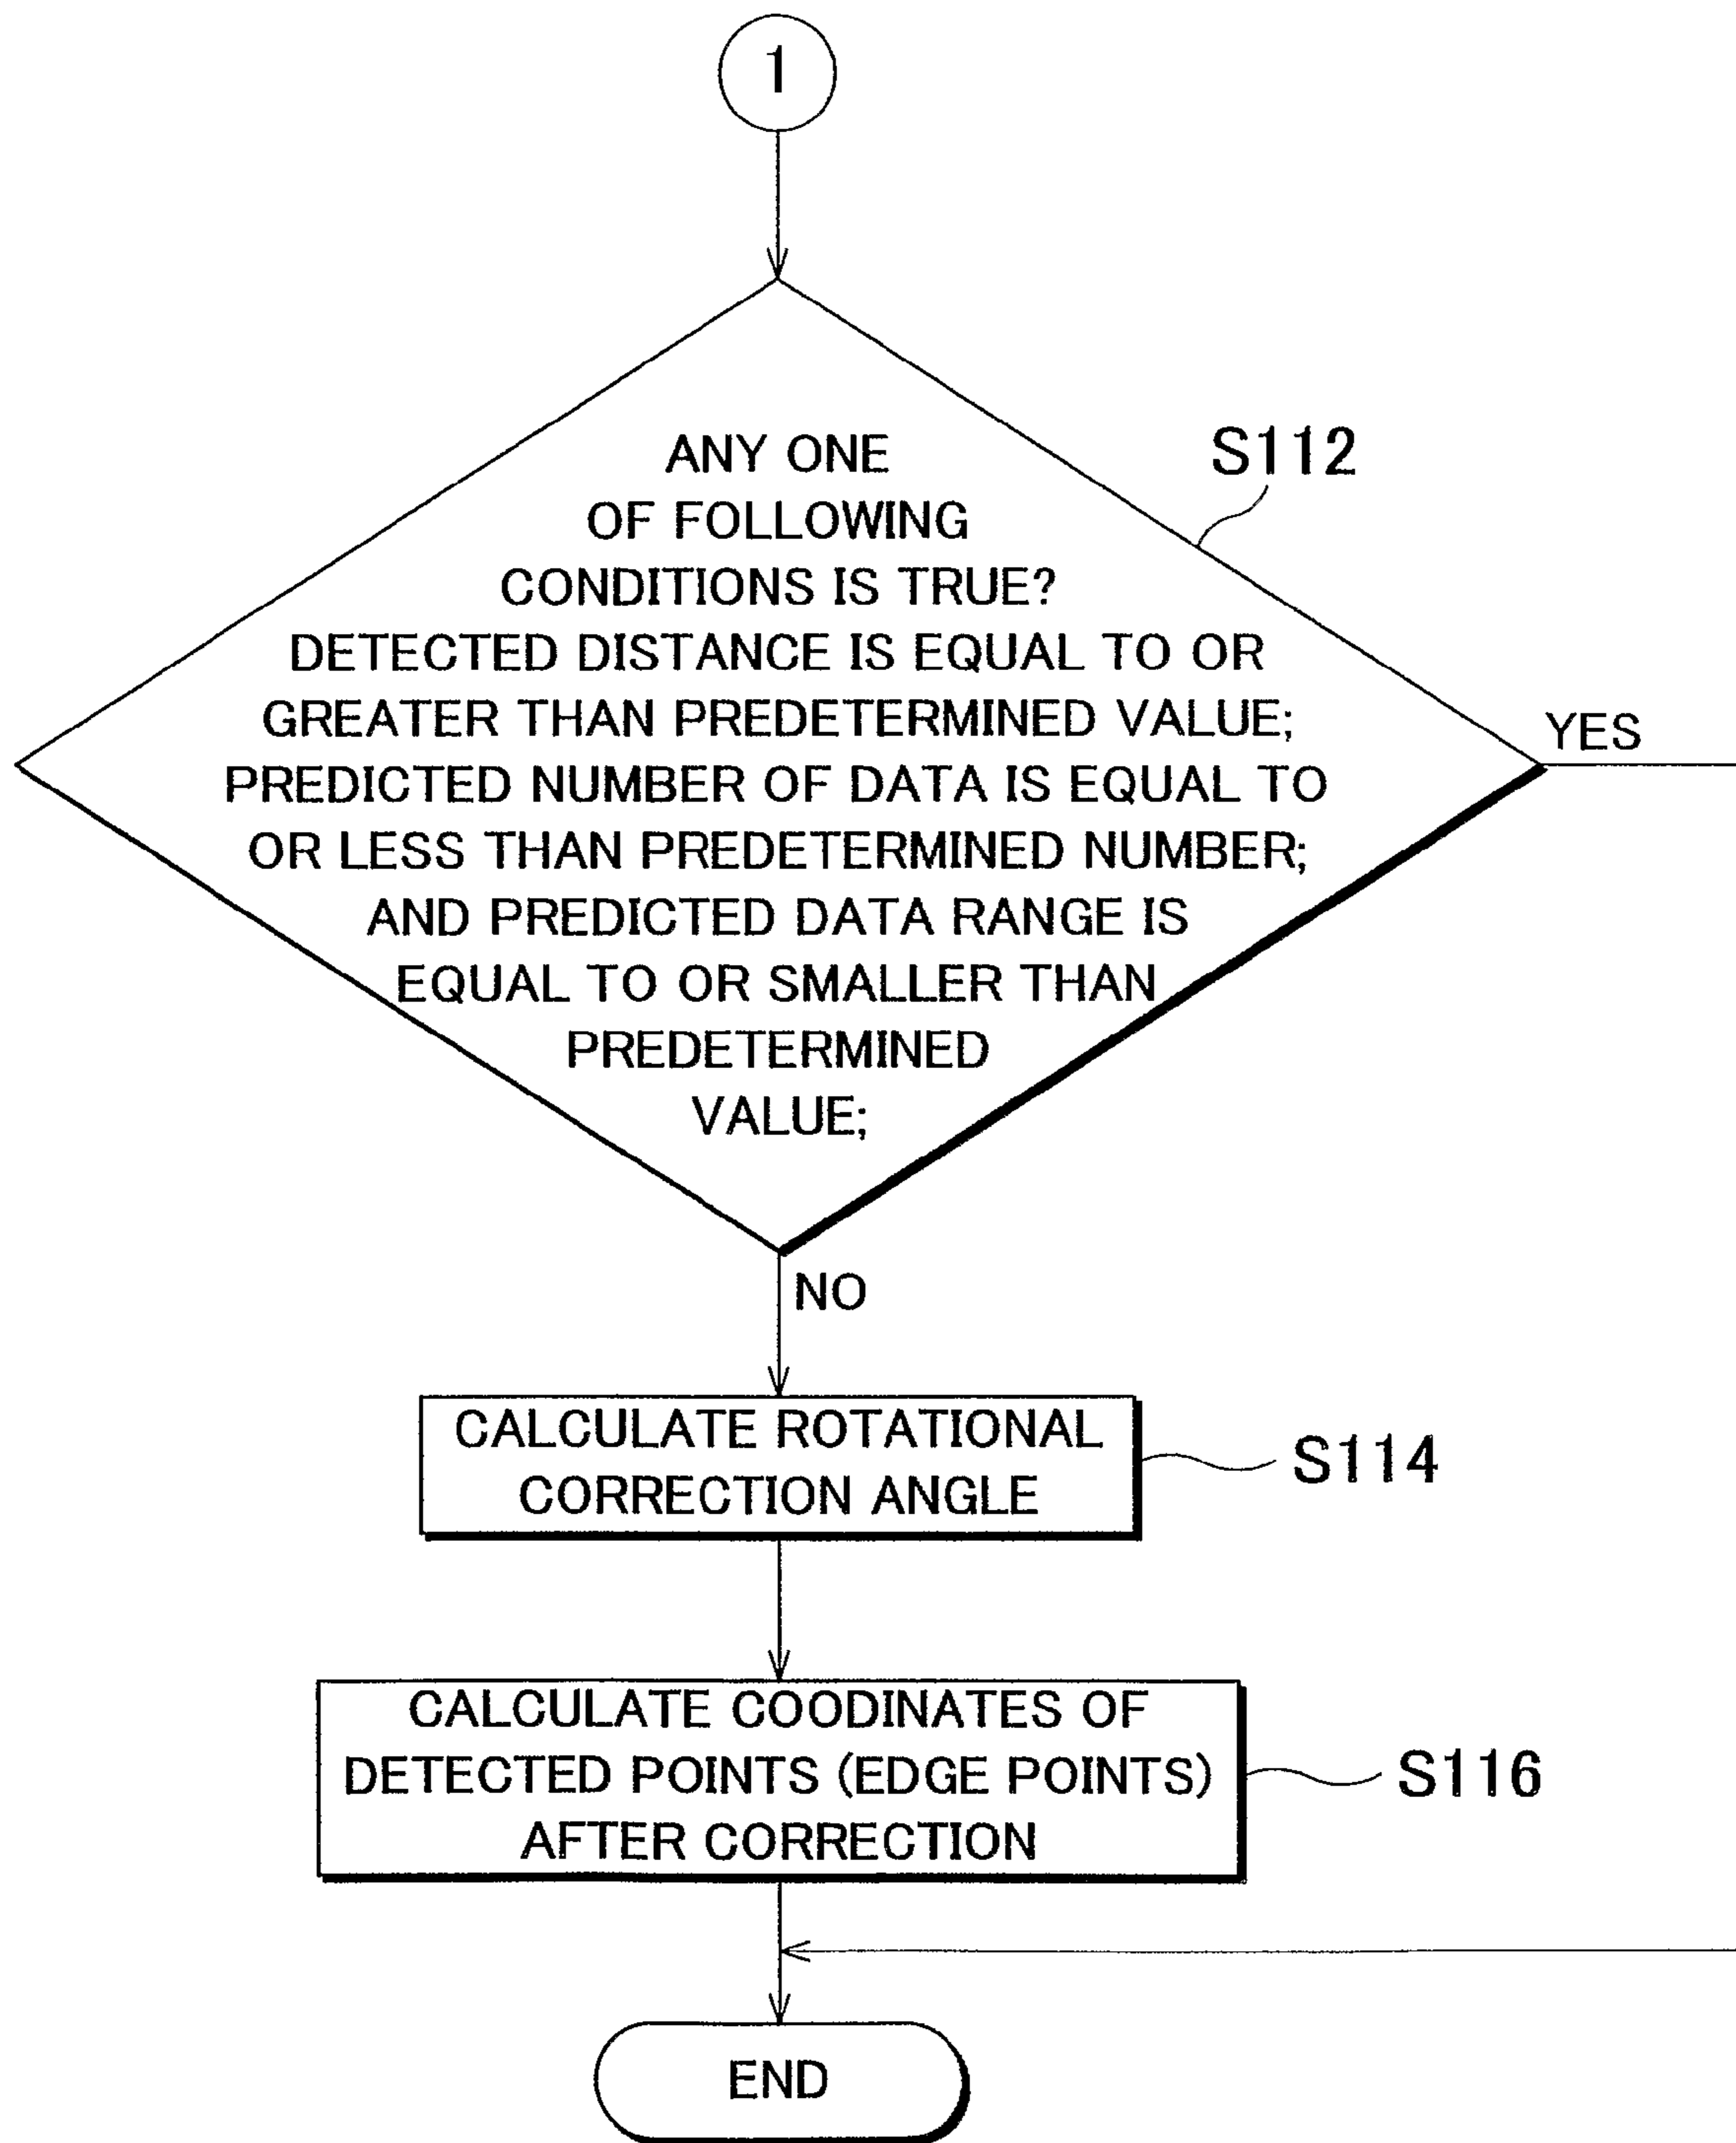 1
ANY ONE
OF FOLLOWING
CONDITIONS IS TRUE?
DETECTED DISTANCE IS EQUAL TO OR
GREATER THAN PREDETERMINED VALUE;
PREDICTED NUMBER OF DATA IS EQUAL TO
OR LESS THAN PREDETERMINED NUMBER;
AND PREDICTED DATA RANGE IS
EQUAL TO OR SMALLER THAN
PREDETERMINED
VALUE;
S112
YES
NO
CALCULATE ROTATIONAL
CORRECTION ANGLE
S114
CALCULATE COODINATES OF
DETECTED POINTS (EDGE POINTS)
AFTER CORRECTION
S116
END